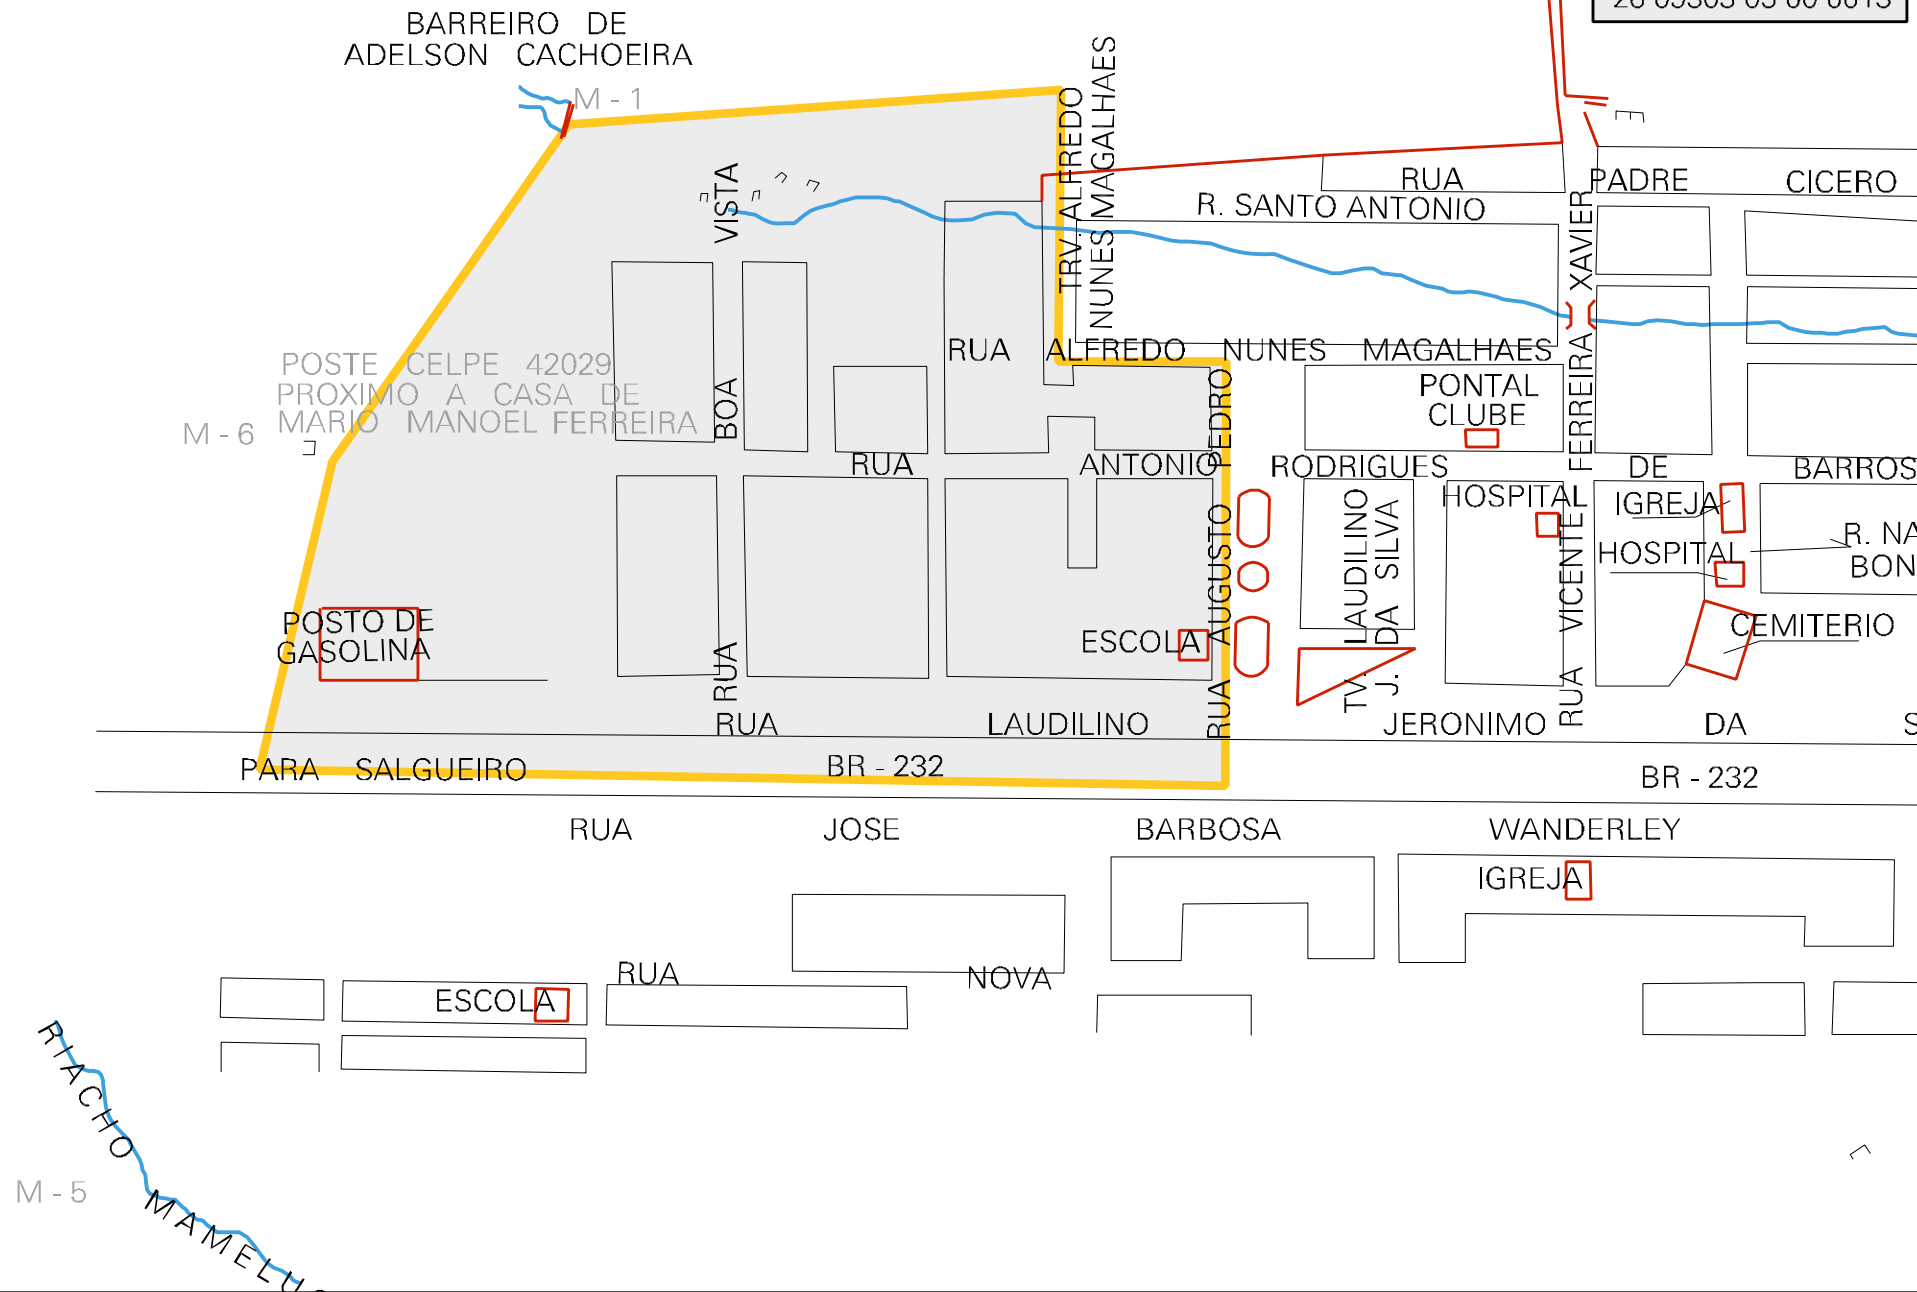 BARREIRO DE
ADELSON CACHOEIRA
M - 1
TRV. ALFREDO
NUNES MAGALHAES
E
RUA PADRE CICERO
R. SANTO ANTONIO
RUA BOA VISTA
RUA ALFREDO NUNES MAGALHAES
POSTE CELPE 42029
PROXIMO A CASA DE
MARIO MANOEL FERREIRA
M - 6
PONTAL
CLUBE
RUA ANTONIO RODRIGUES DE BARROS
RUA AUGUSTO PEDRO
RUA VICENTE FERREIRA XAVIER
HOSPITAL
IGREJA
HOSPITAL
R. NA
BON
TV. LAUDILINO
J. DA SILVA
POSTO DE
GASOLINA
ESCOLA
CEMITERIO
RUA LAUDILINO JERONIMO DA S
PARA SALGUEIRO
BR - 232
BR - 232
RUA JOSE BARBOSA WANDERLEY
IGREJA
RUA NOVA
ESCOLA
RIACHO MAMELU
M - 5